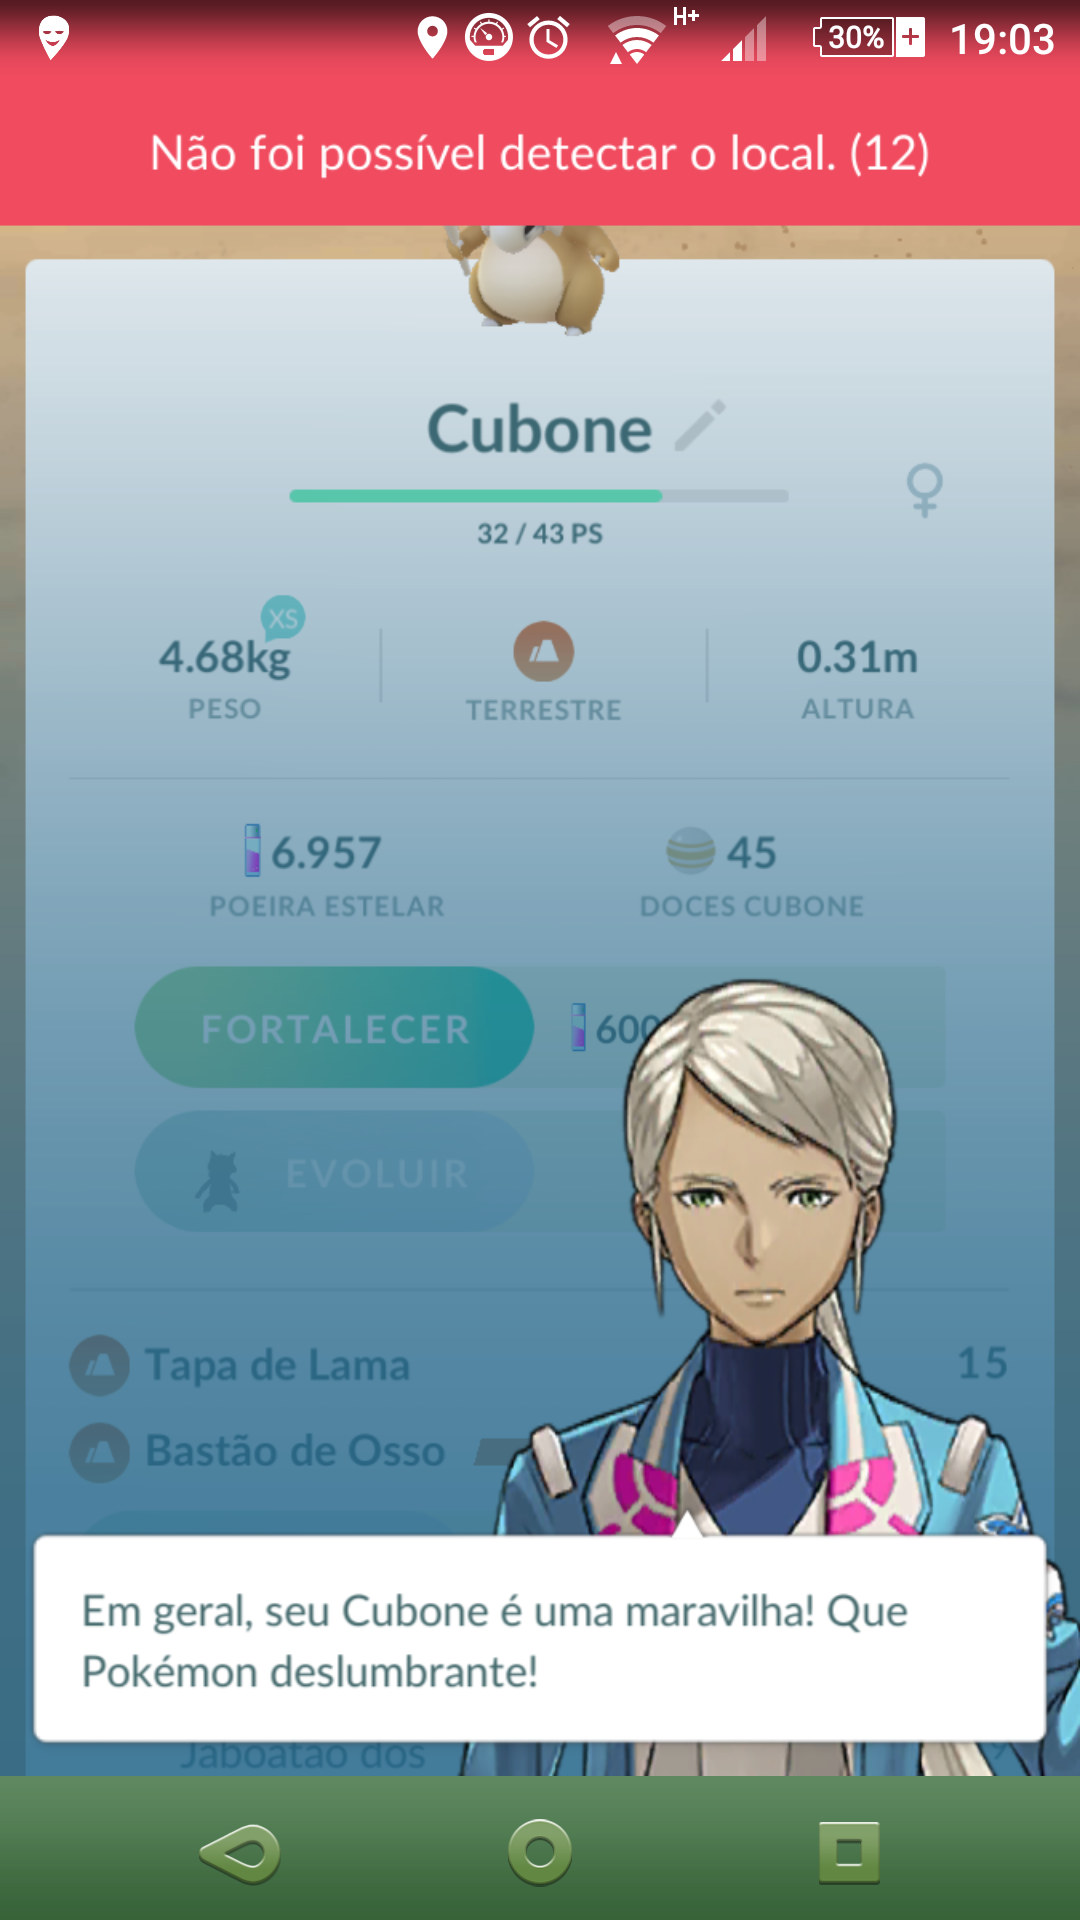 H+
30%
19:03
Não foi possível detectar o local. (12)
Cubone
32 / 43 PS
XS
4.68kg
PESO
TERRESTRE
0.31m
ALTURA
6.957
POEIRA ESTELAR
45
DOCES CUBONE
FORTALECER
600
EVOLUIR
Tapa de Lama
15
Bastão de Osso
Em geral, seu Cubone é uma maravilha! Que
Pokémon deslumbrante!
Jaboatão dos